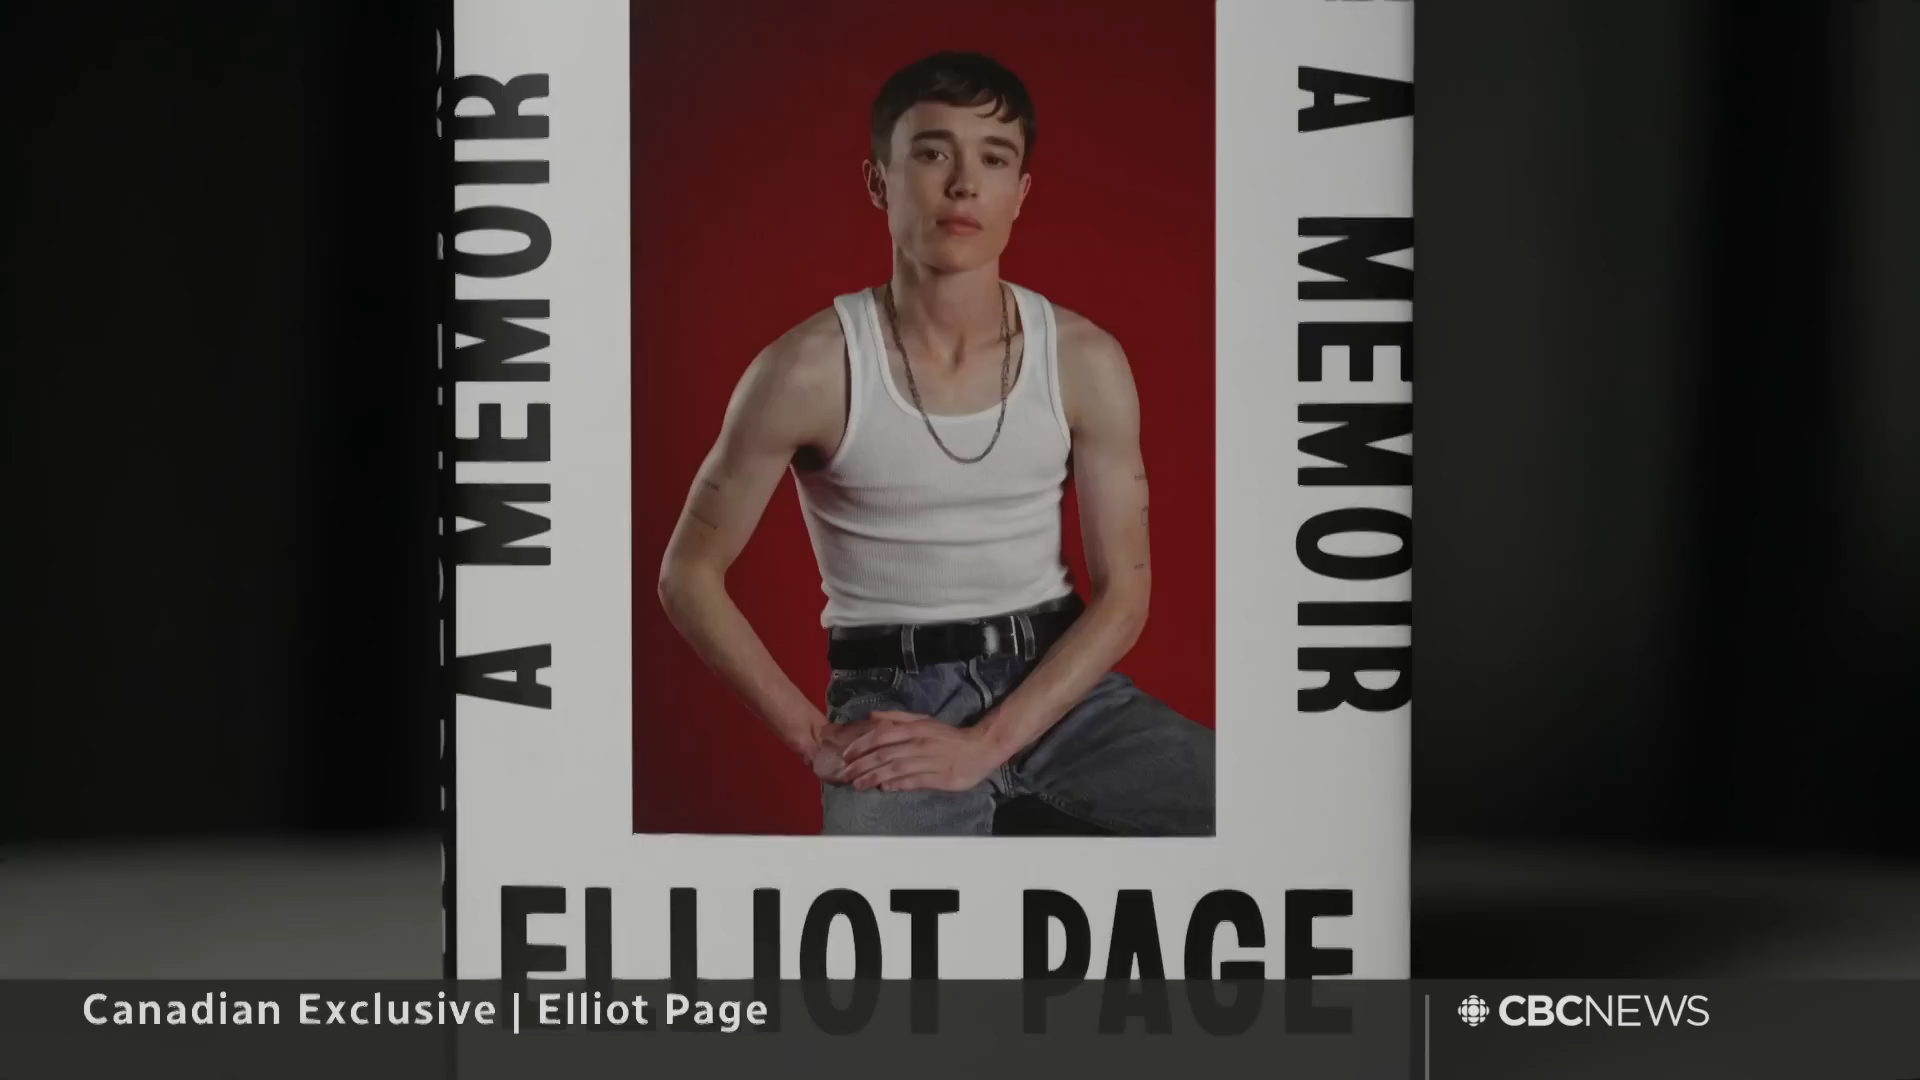 A MEMOIR
A MEMOIR
ELLIOT PAGE
Canadian Exclusive | Elliot Page
CBCNEWS